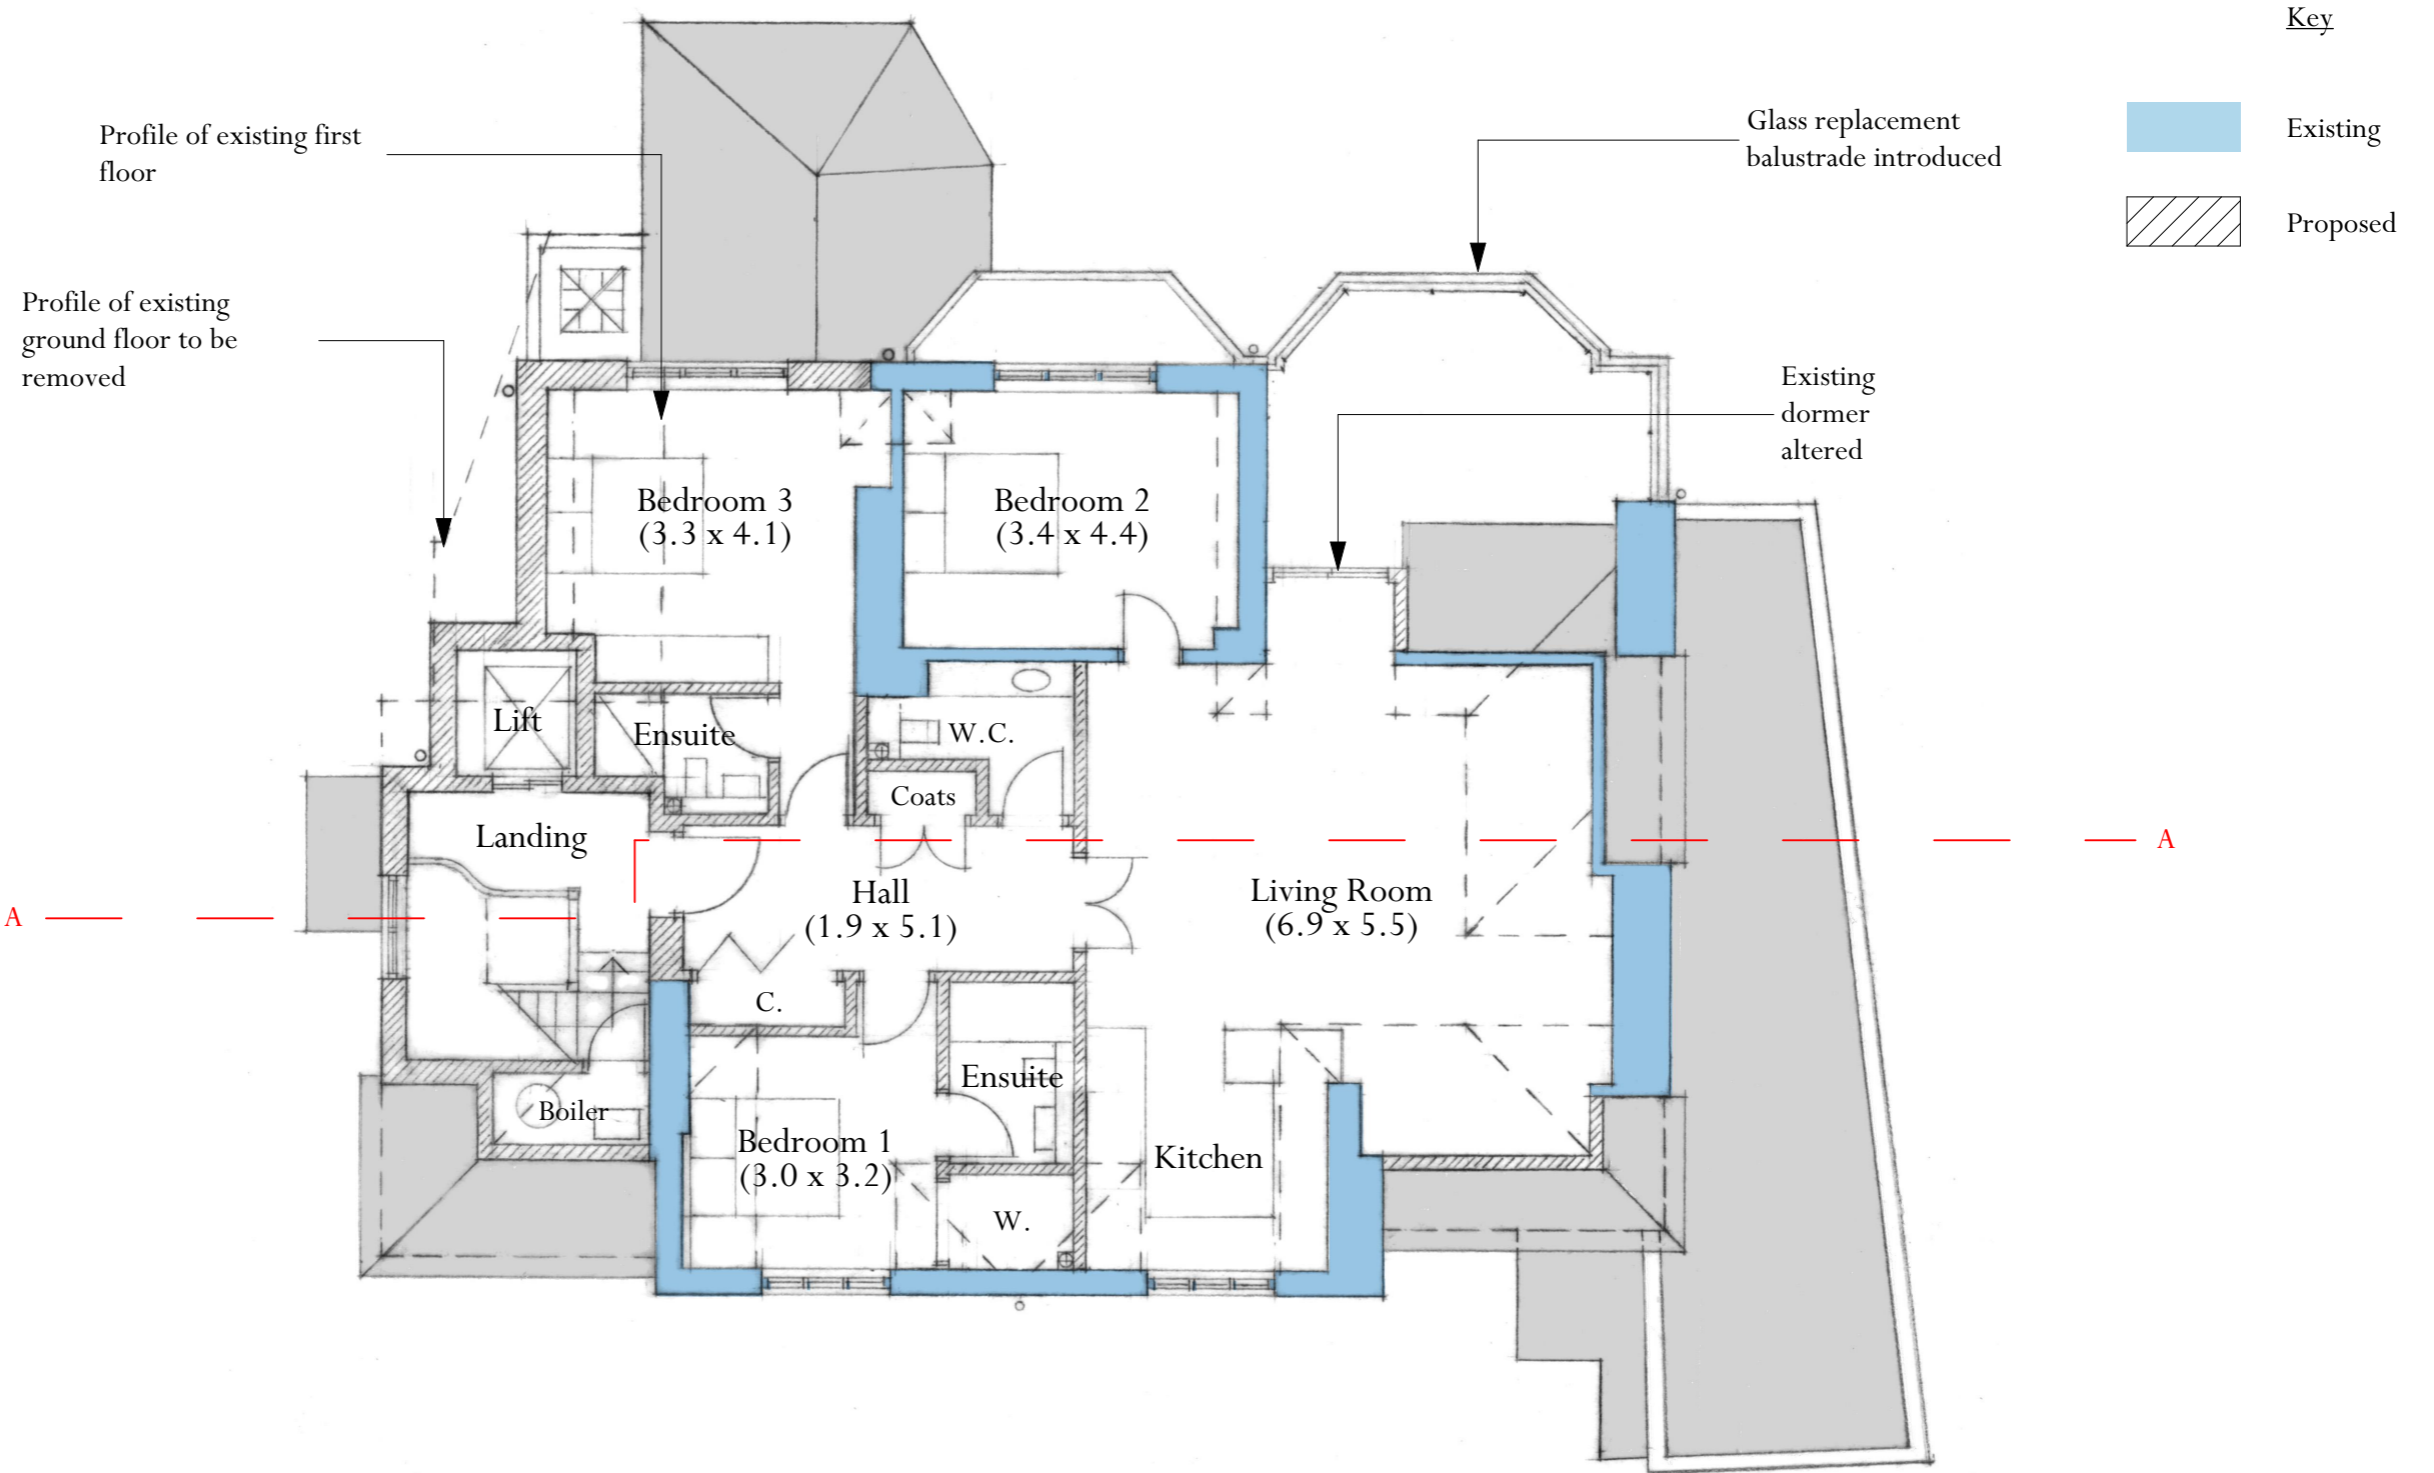 Key
Existing
Proposed
Profile of existing first
floor
Glass replacement
balustrade introduced
Profile of existing
ground floor to be
removed
Existing
dormer
altered
Bedroom 3
(3.3 x 4.1)
Bedroom 2
(3.4 x 4.4)
Lift
Ensuite
W.C.
Coats
Landing
A
A
Hall
(1.9 x 5.1)
Living Room
(6.9 x 5.5)
C.
Ensuite
Boiler
Bedroom 1
(3.0 x 3.2)
Kitchen
W.